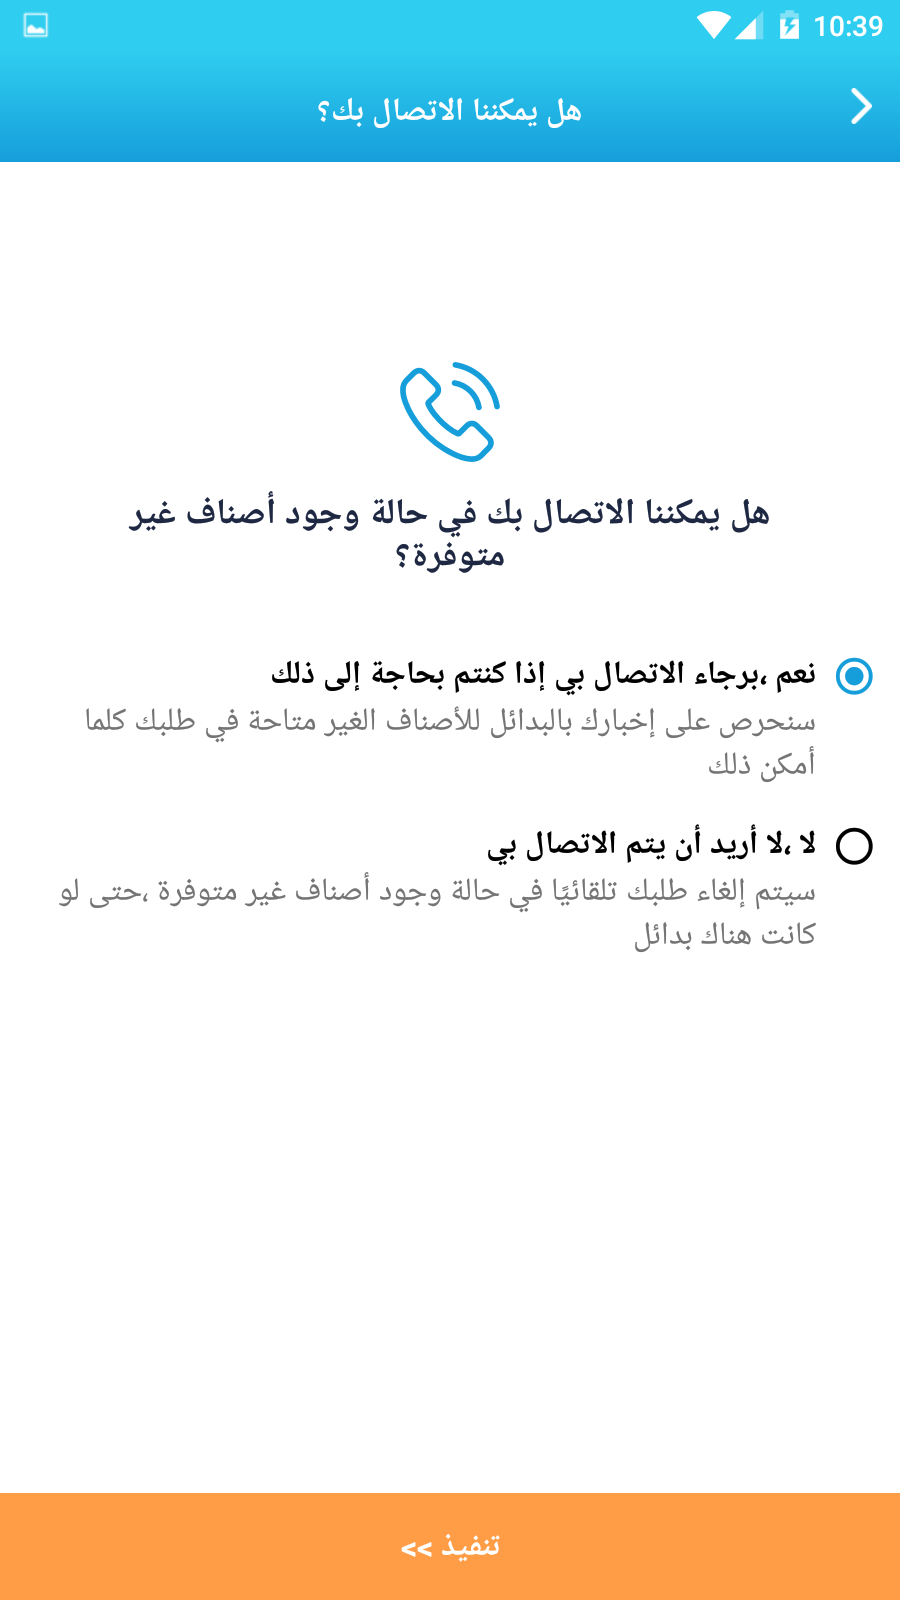 10:39
هل يمكننا الاتصال بك؟
هل يمكننا الاتصال بك في حالة وجود أصناف غير
متوفرة؟
نعم ،برجاء الاتصال بي إذا كنتم بحاجة إلى ذلك
سنحرص على إخبارك بالبدائل للأصناف الغير متاحة في طلبك كلما
أمكن ذلك
لا ،لا أريد أن يتم الاتصال بي
سيتم إلغاء طلبك تلقائيًا في حالة وجود أصناف غير متوفرة ،حتى لو
كانت هناك بدائل
تنفيذ >>